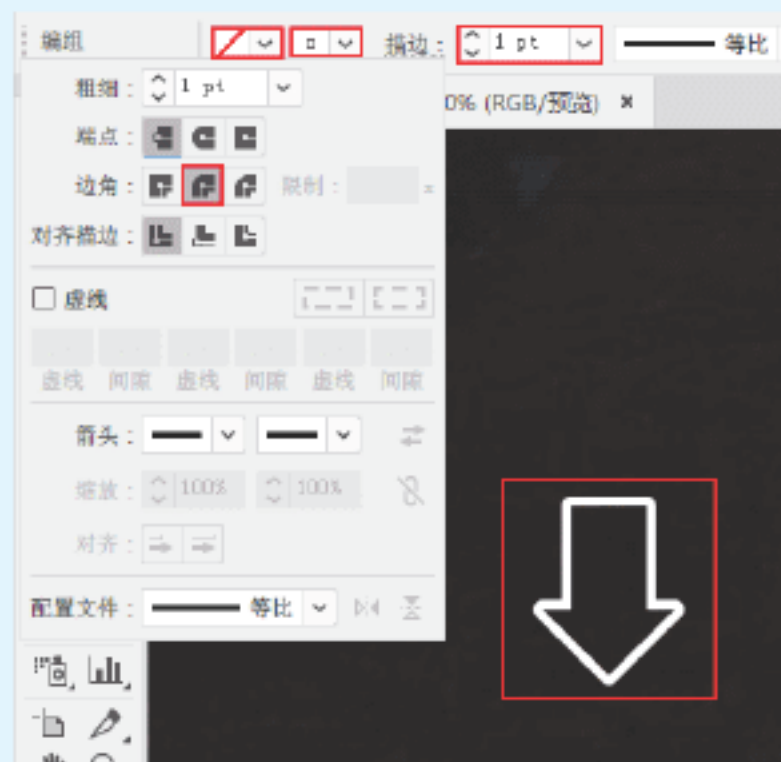 编组 描边： 1 pt 等比
粗细： 1 pt
0% (RGB/预览) ×
端点：
边角： 限制： x
对齐描边：
虚线
虚线 间隙 虚线 间隙 虚线 间隙
箭头：
缩放： 100% 100%
对齐：
配置文件： 等比